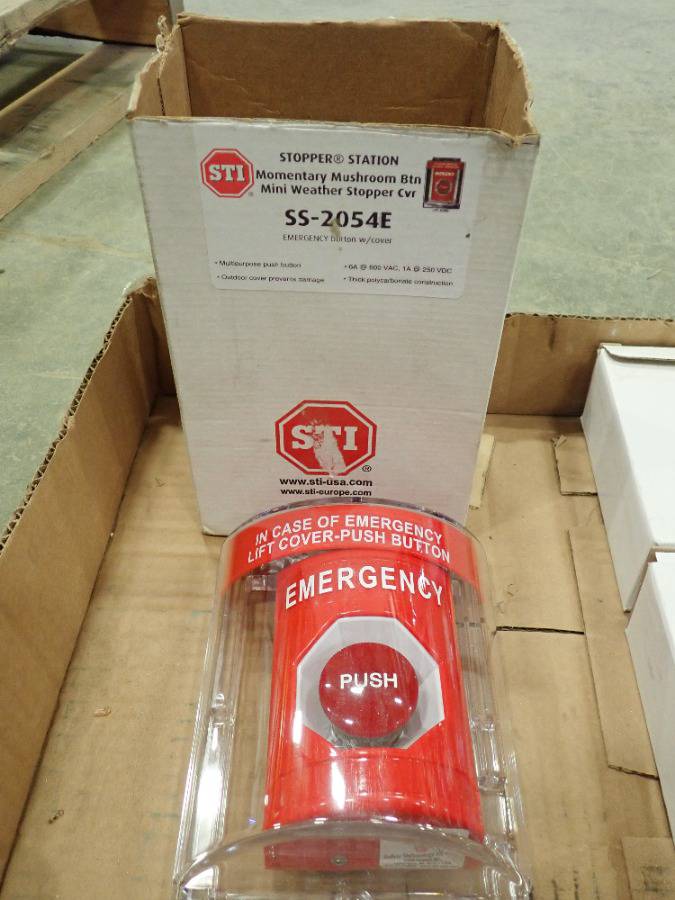 STI
STOPPER® STATION
Momentary Mushroom Btn
Mini Weather Stopper Cvr
SS-2054E
EMERGENCY button w/cover
• Multipurpose push button
• 6A @ 600 VAC, 1A @ 250 VDC
• Outdoor cover prevents damage
• Thick polycarbonate construction
STI®
www.sti-usa.com
www.sti-europe.com
IN CASE OF EMERGENCY
LIFT COVER-PUSH BUTTON
EMERGENCY
PUSH